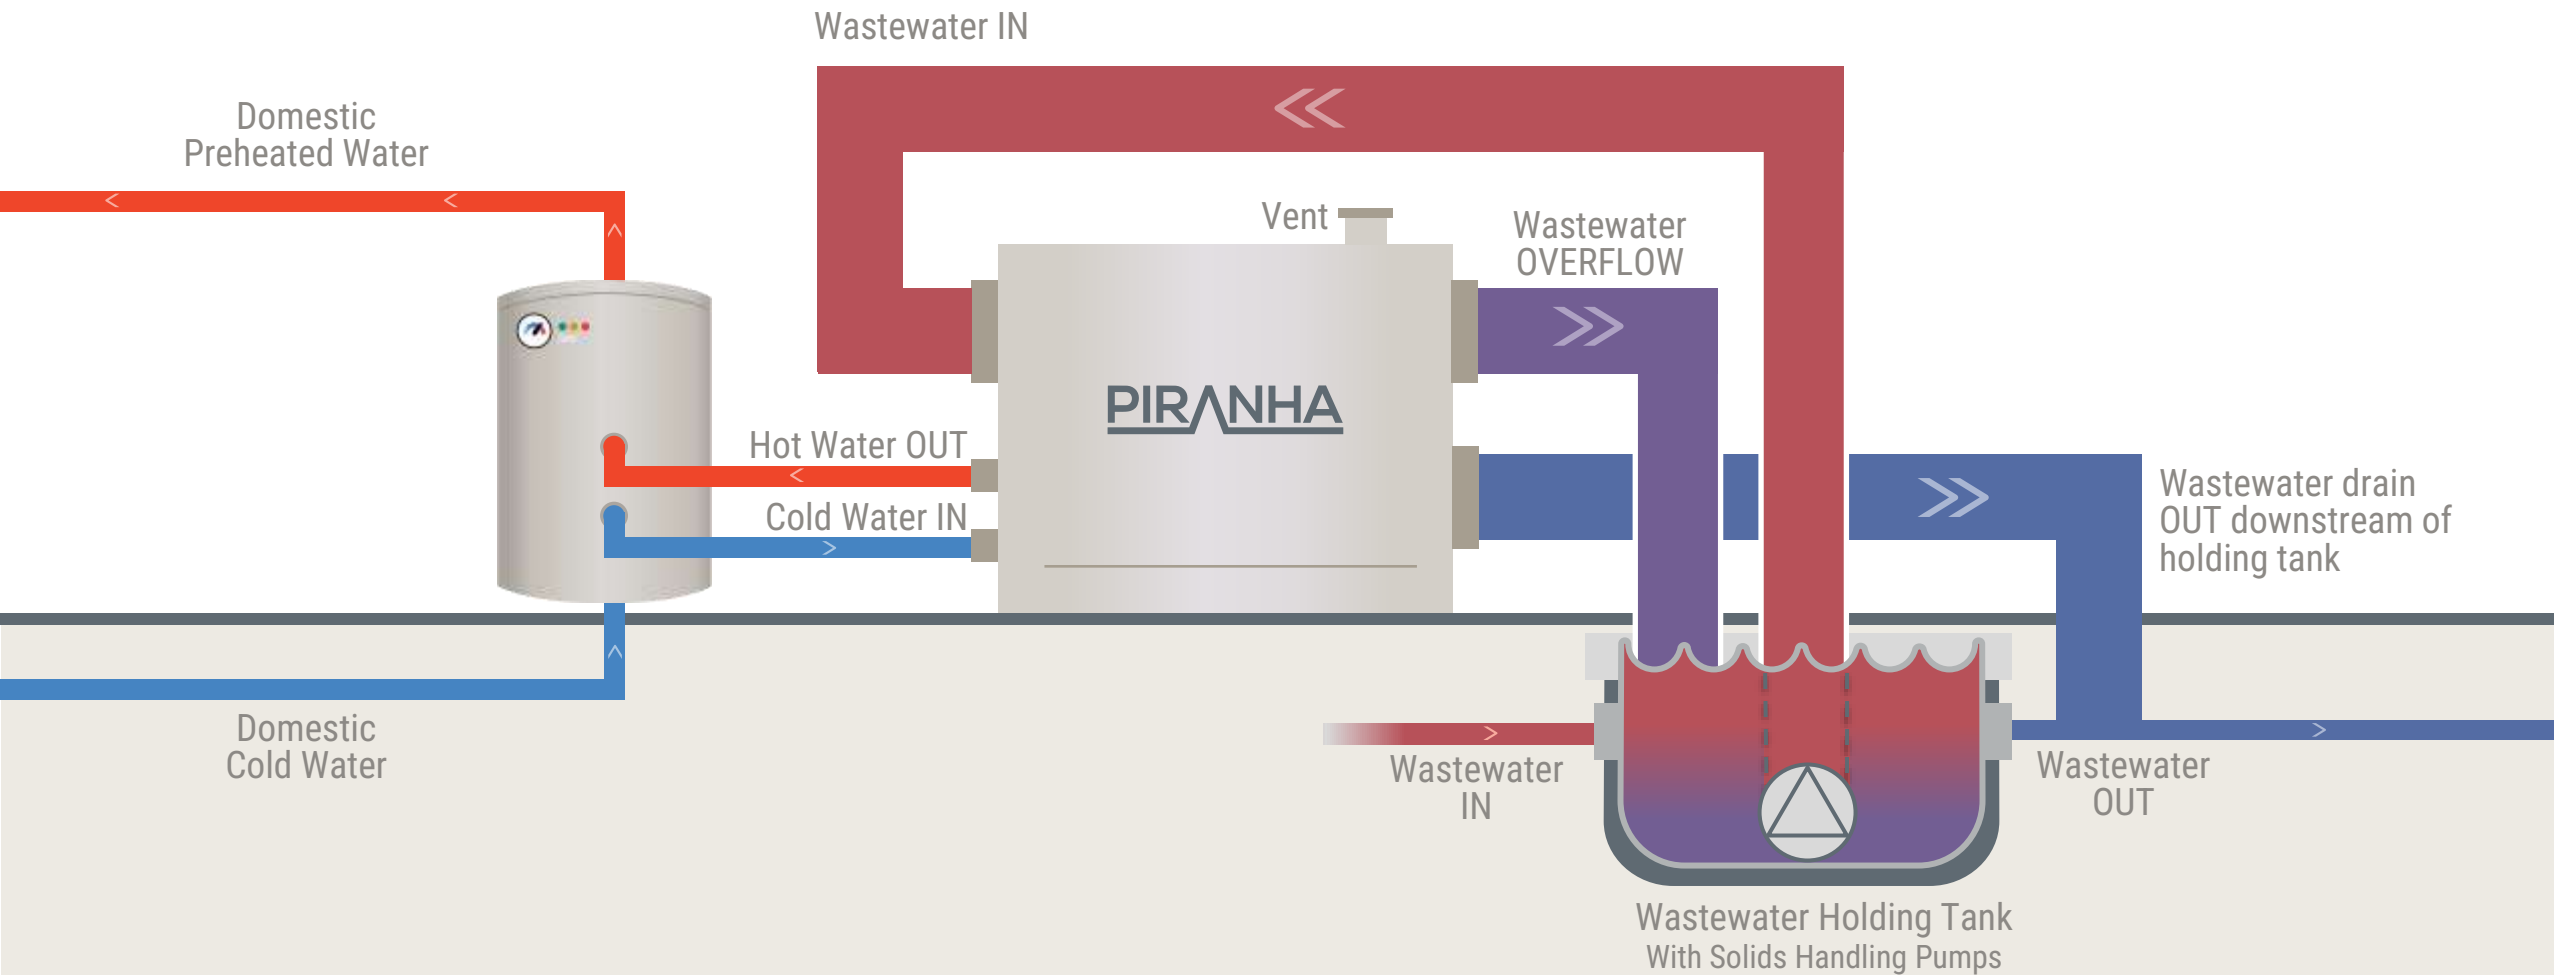 Wastewater IN
Domestic
Preheated Water
Vent
Wastewater
OVERFLOW
PIRANHA
Hot Water OUT
Cold Water IN
Wastewater drain
OUT downstream of
holding tank
Domestic
Cold Water
Wastewater
IN
Wastewater
OUT
Wastewater Holding Tank
With Solids Handling Pumps